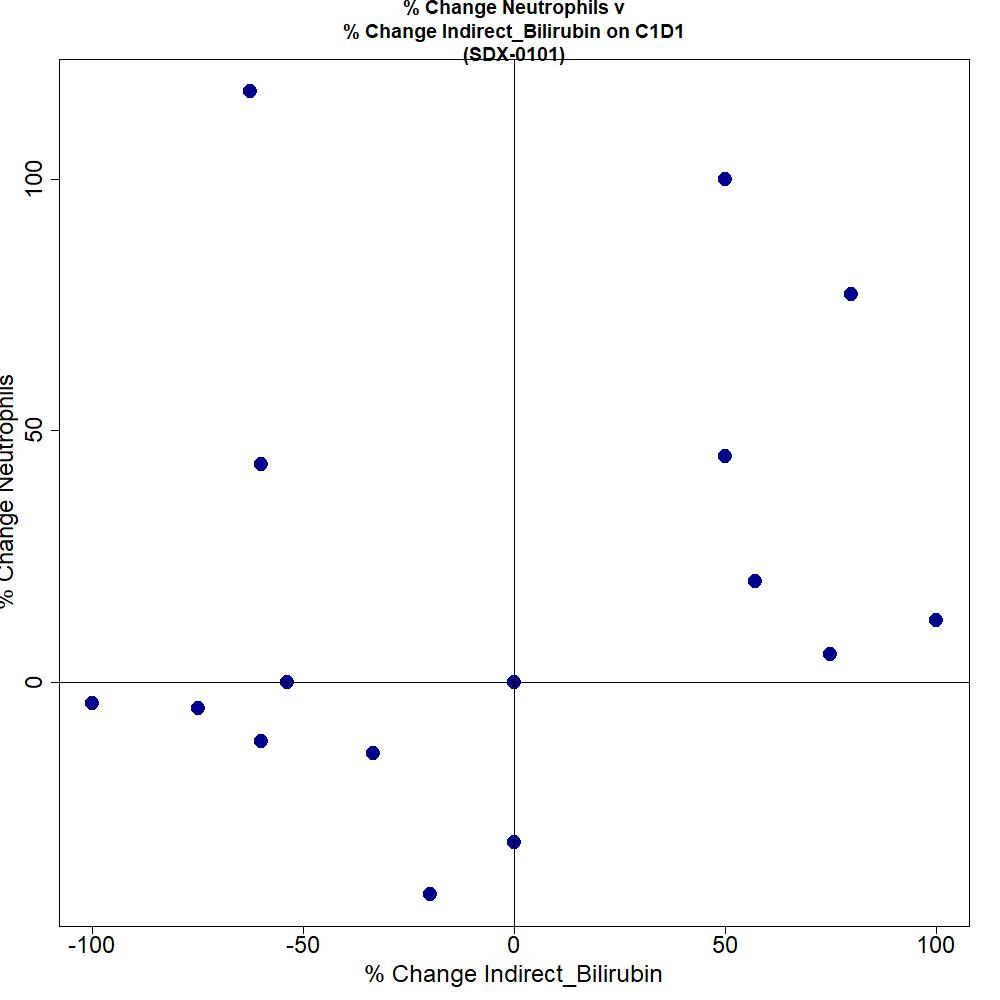 % Change Neutrophils v
% Change Indirect_Bilirubin on C1D1
(SDX-0101)
% Change Neutrophils
100
50
0
-100
-50
0
50
100
% Change Indirect_Bilirubin